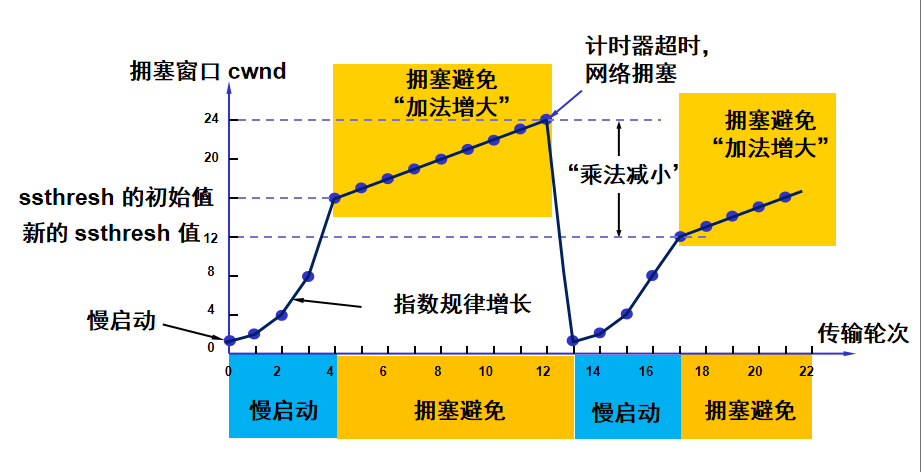 计时器超时，
网络拥塞
拥塞窗口 cwnd
拥塞避免
“加法增大”
拥塞避免
“加法增大”
24
20
“乘法减小”
ssthresh 的初始值
新的 ssthresh 值
12
8
指数规律增长
慢启动
4
传输轮次
0
0 2 4 6 8 10 12 14 16 18 20 22
慢启动 拥塞避免 慢启动 拥塞避免